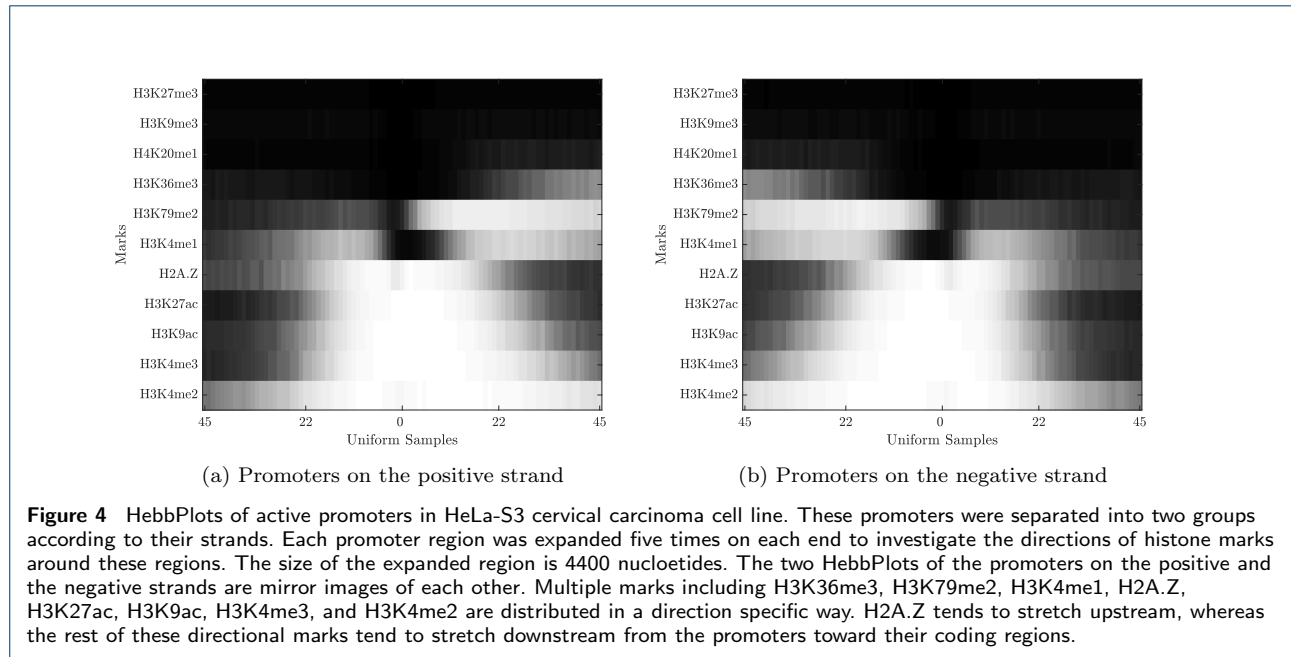 H3K27me3
H3K9me3
H4K20me1
H3K36me3
H3K79me2
H3K4me1
H2A.Z
H3K27ac
H3K9ac
H3K4me3
H3K4me2
Marks
45 22 0 22 45
Uniform Samples
(a) Promoters on the positive strand
H3K27me3
H3K9me3
H4K20me1
H3K36me3
H3K79me2
H3K4me1
H2A.Z
H3K27ac
H3K9ac
H3K4me3
H3K4me2
Marks
45 22 0 22 45
Uniform Samples
(b) Promoters on the negative strand
Figure 4 HebbPlots of active promoters in HeLa-S3 cervical carcinoma cell line. These promoters were separated into two groups
according to their strands. Each promoter region was expanded five times on each end to investigate the directions of histone marks
around these regions. The size of the expanded region is 4400 nucloetides. The two HebbPlots of the promoters on the positive and
the negative strands are mirror images of each other. Multiple marks including H3K36me3, H3K79me2, H3K4me1, H2A.Z,
H3K27ac, H3K9ac, H3K4me3, and H3K4me2 are distributed in a direction specific way. H2A.Z tends to stretch upstream, whereas
the rest of these directional marks tend to stretch downstream from the promoters toward their coding regions.